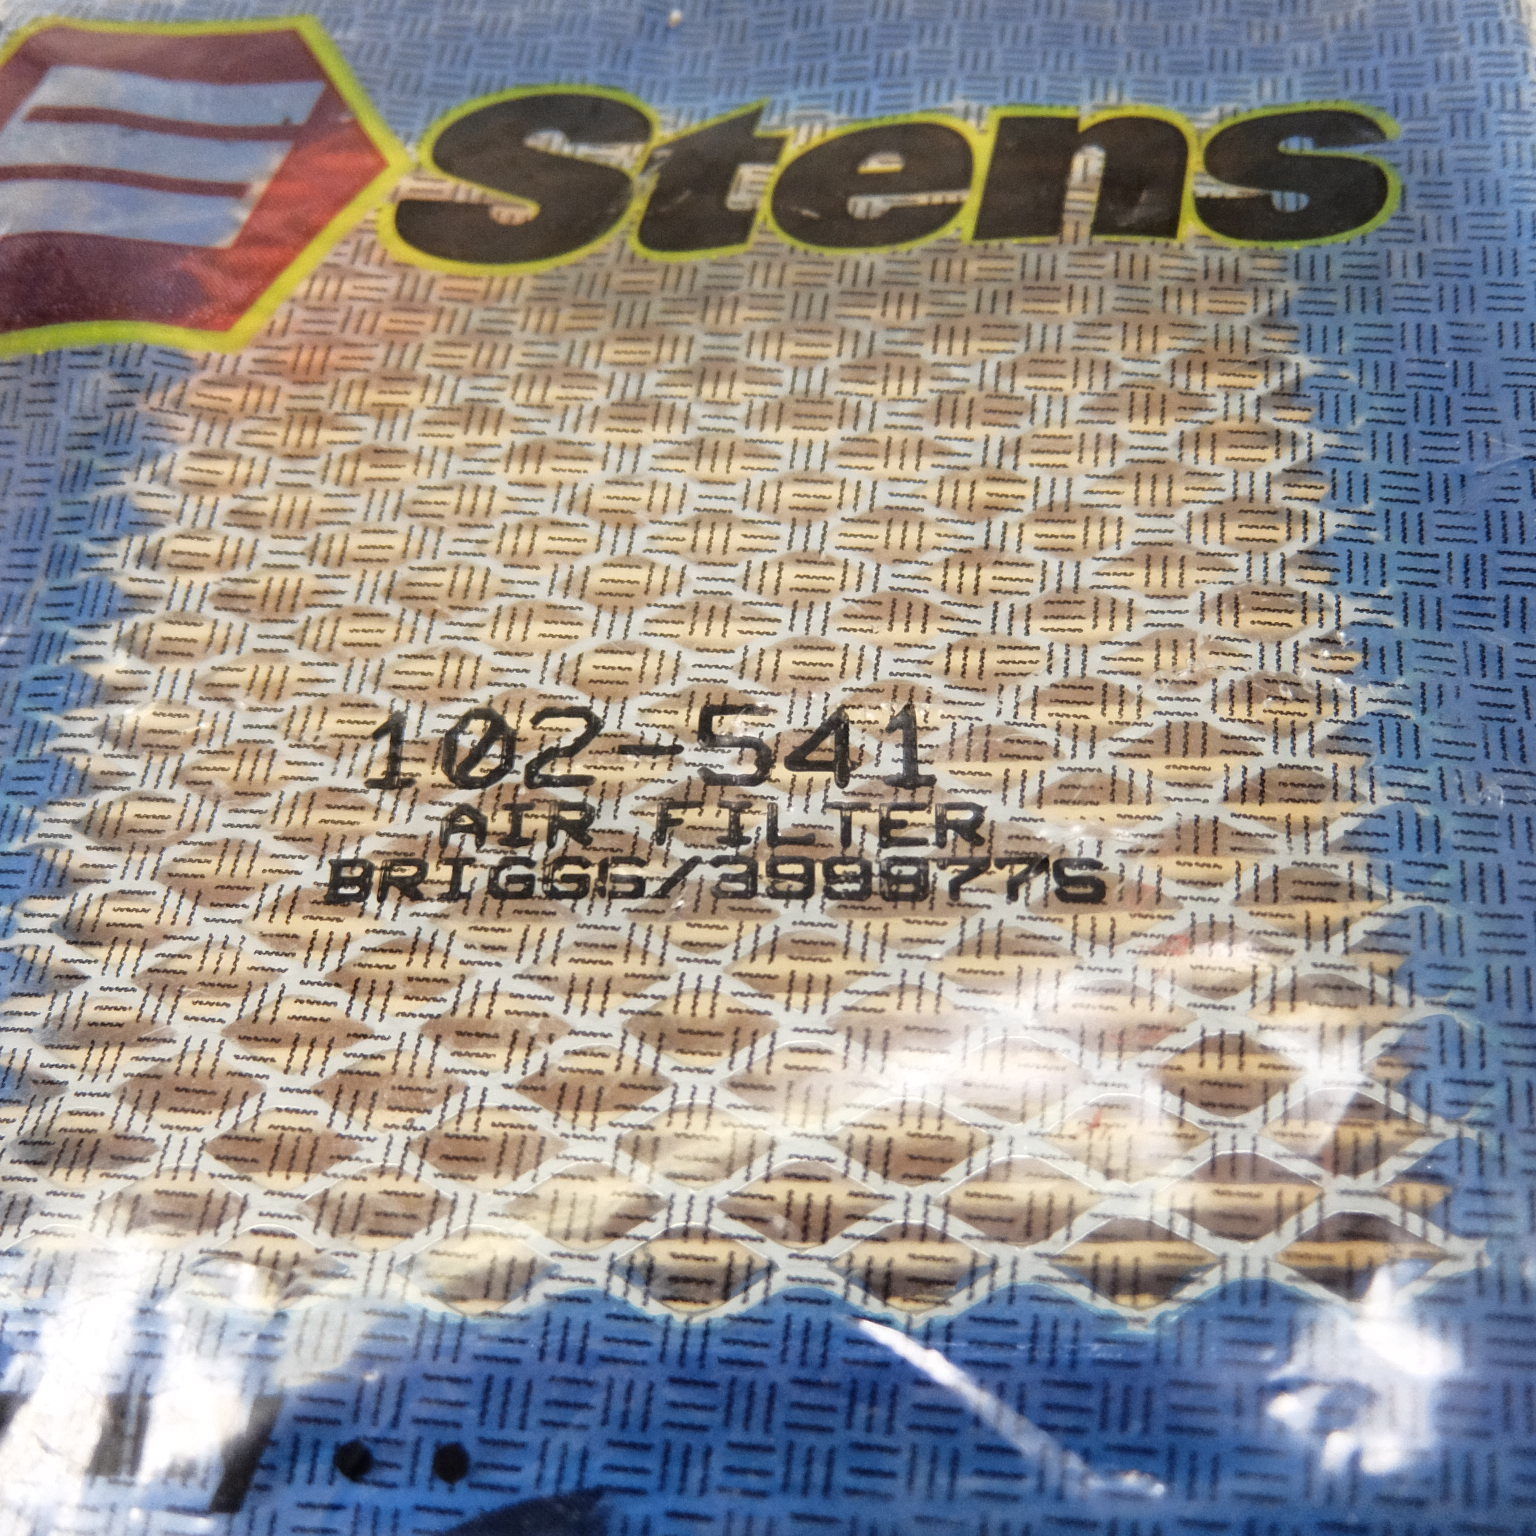 Stens
102-541
AIR FILTER
BRIGGS/399877S